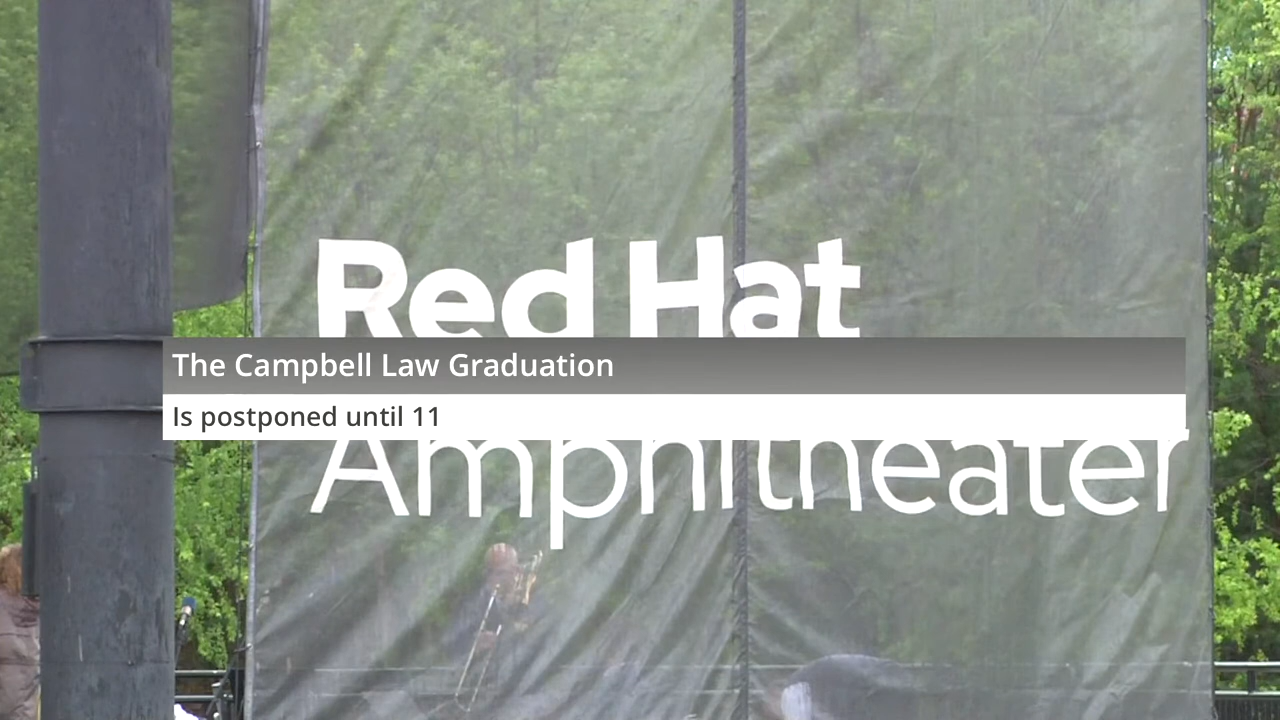 Red Hat
The Campbell Law Graduation
Is postponed until 11
Amphitheater